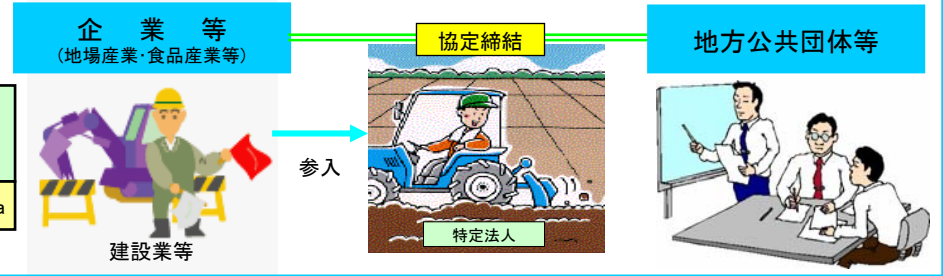 企 業 等
(地場産業・食品産業等)
協定締結
地方公共団体等
参入
a
建設業等
特定法人